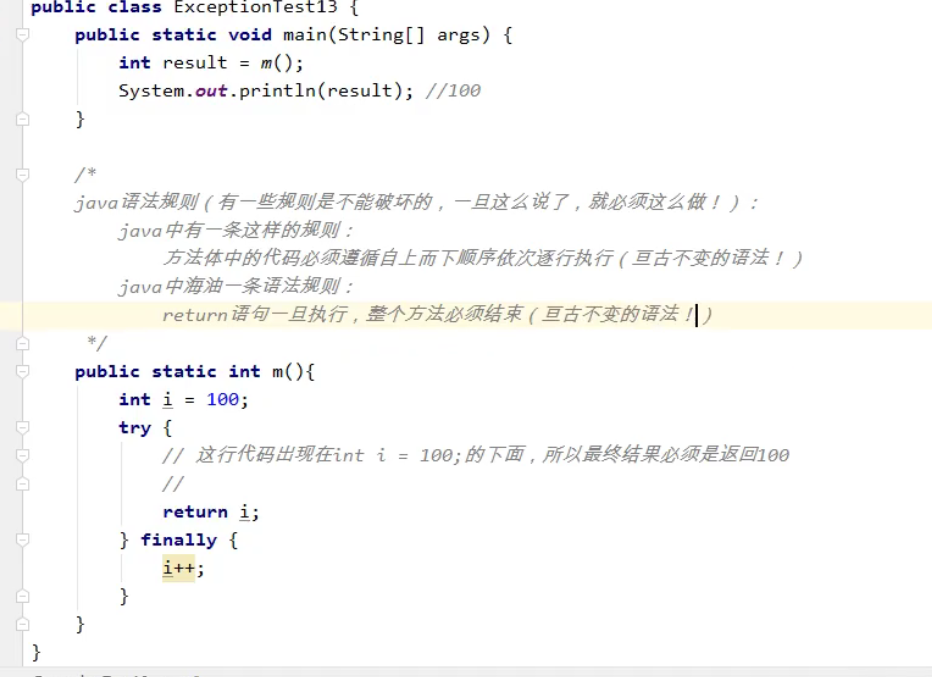 public class ExceptionTest13 {
public static void main(String[] args) {
int result = m();
System.out.println(result); //100
}
/*
java语法规则（有一些规则是不能破坏的，一旦这么说了，就必须这么做！）：
java中有一条这样的规则：
方法体中的代码必须遵循自上而下顺序依次逐行执行（亘古不变的语法！）
java中海油一条语法规则：
return语句一旦执行，整个方法必须结束（亘古不变的语法！）
*/
public static int m(){
int i = 100;
try {
// 这行代码出现在int i = 100;的下面，所以最终结果必须是返回100
//
return i;
} finally {
i++;
}
}
}